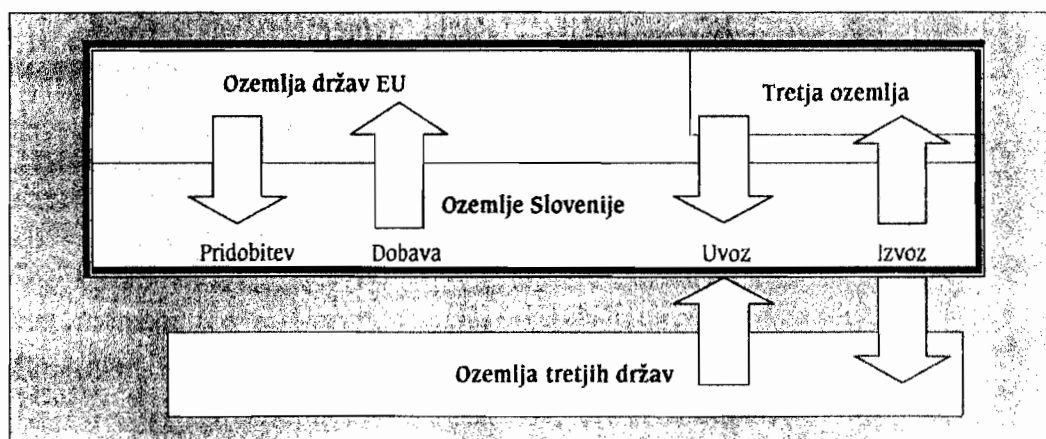 Ozemlja držav EU
Tretja ozemlja
Ozemlje Slovenije
Pridobitev
Dobava
Uvoz
Izvoz
Ozemlja tretjih držav